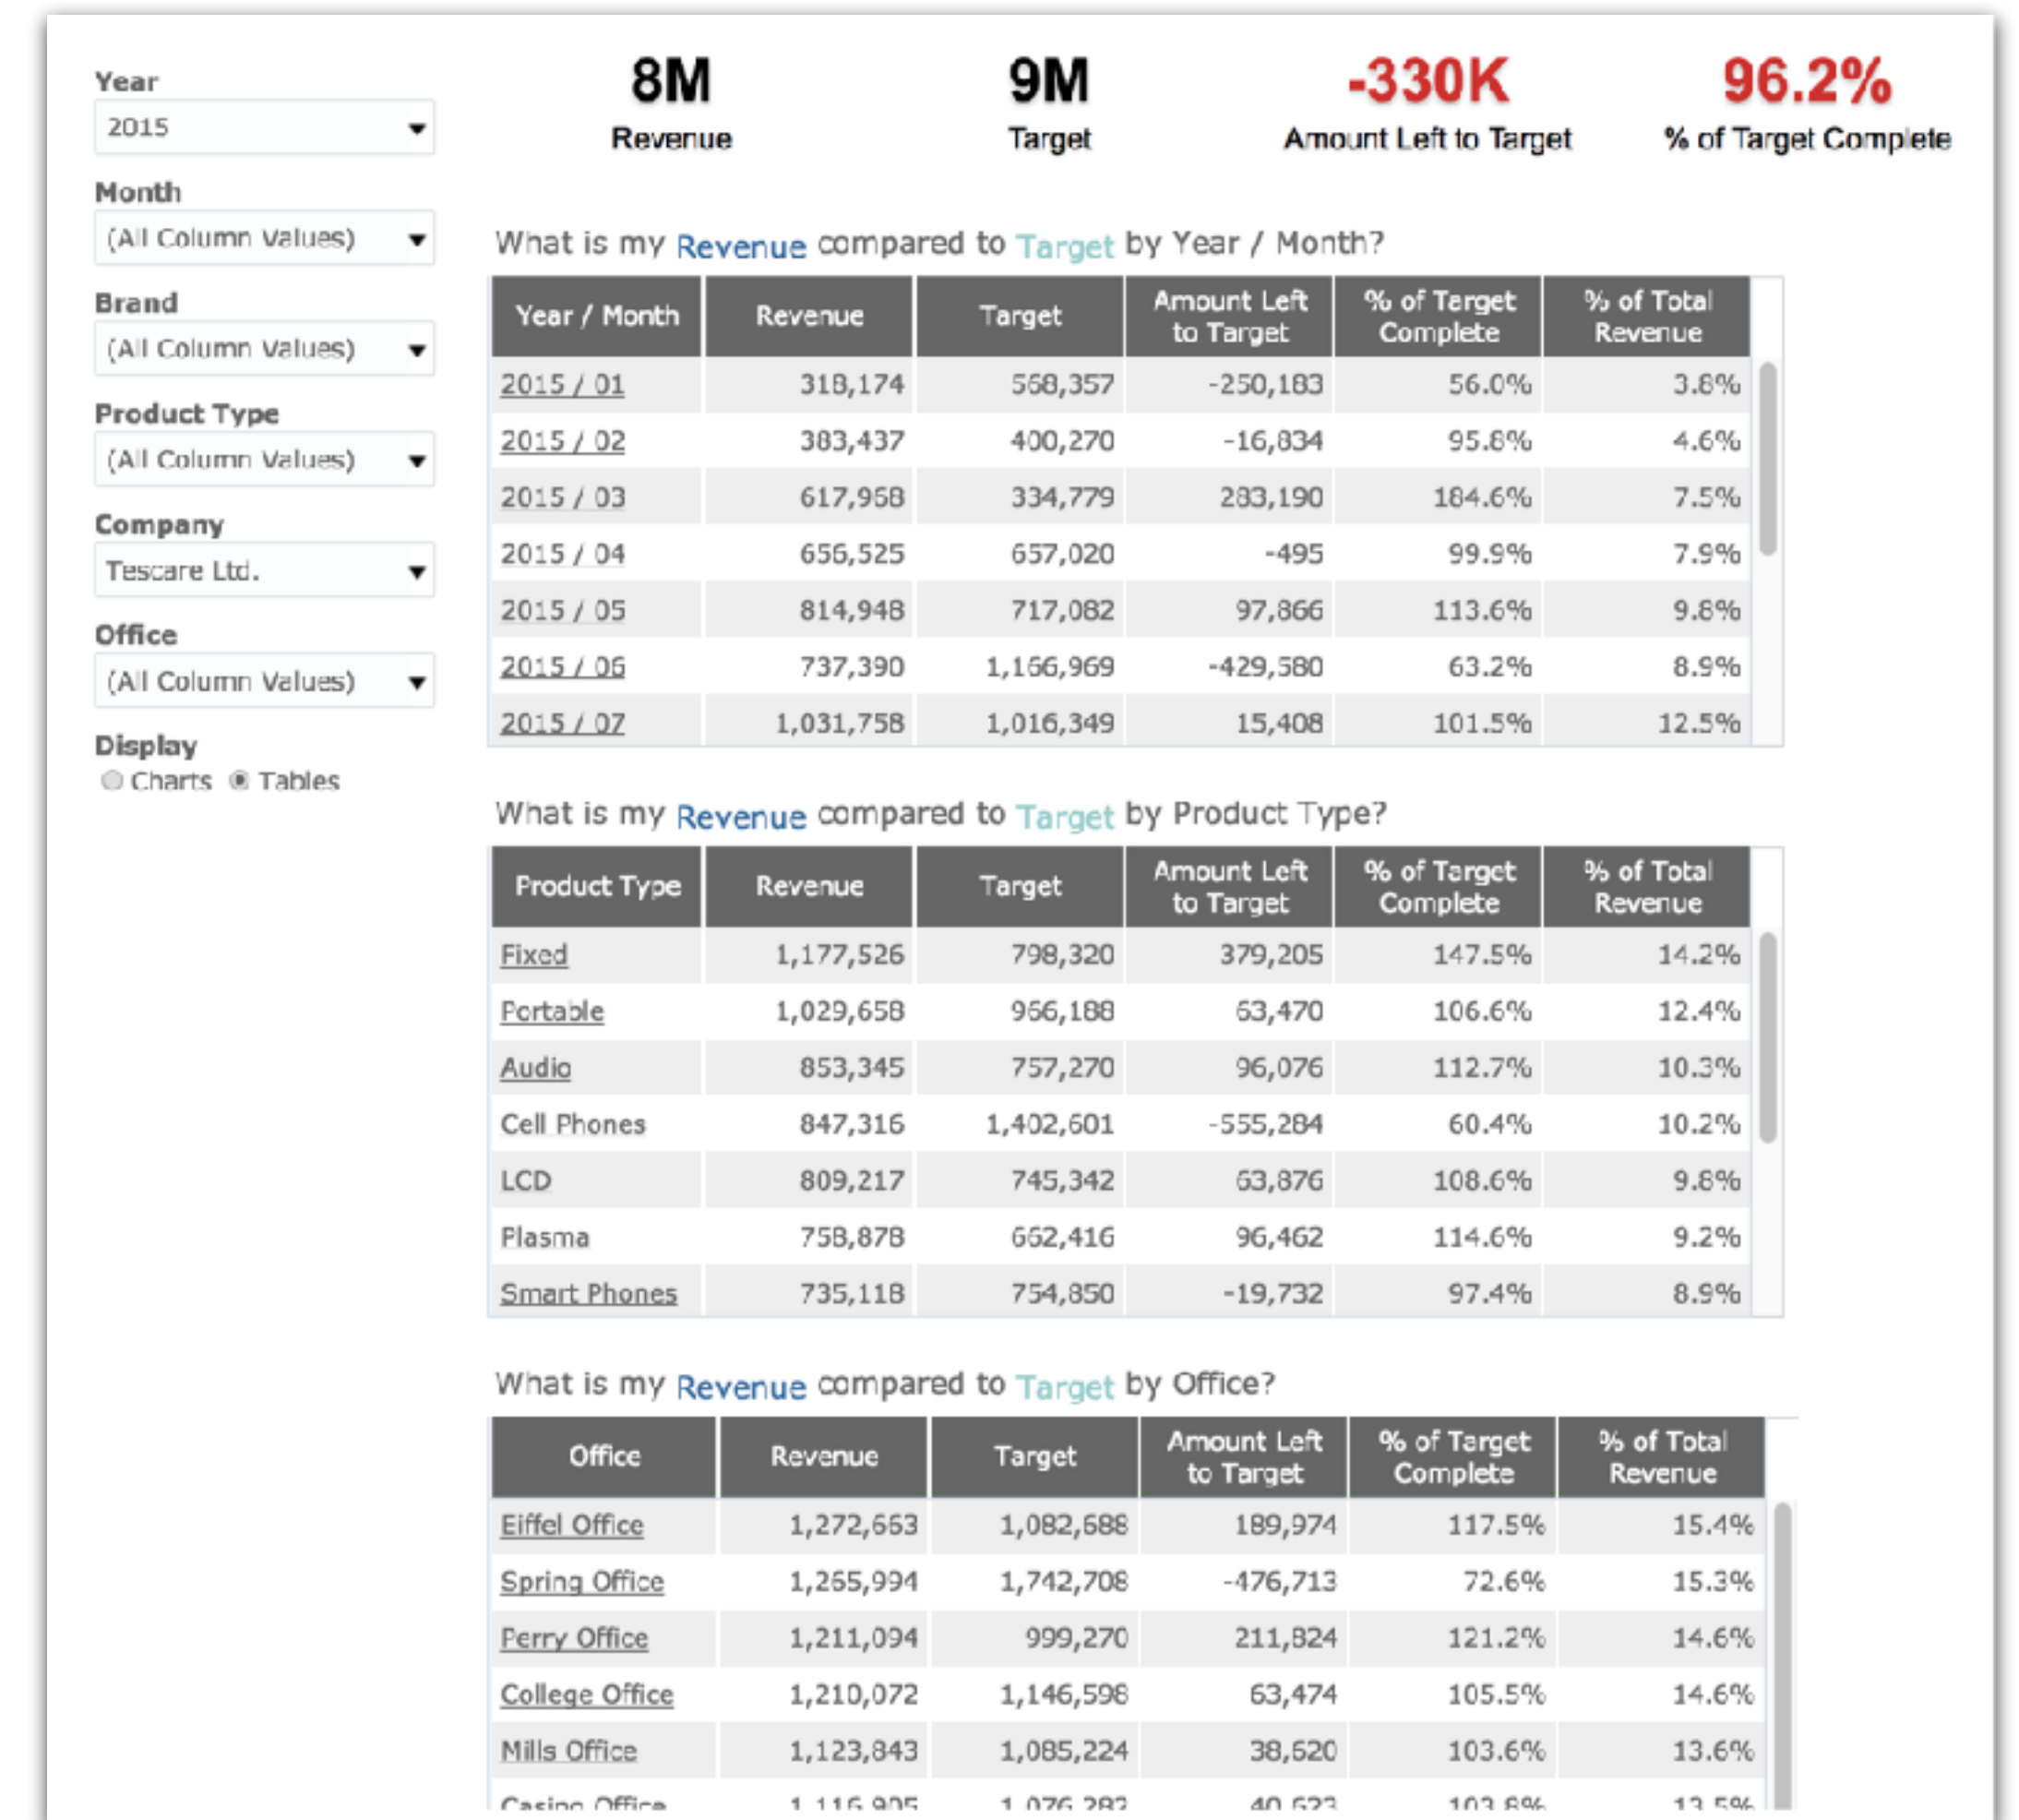 Year
2015
Month
(All Column Values)
Brand
(All Column Values)
Product Type
(All Column Values)
Company
Tescare Ltd.
Office
(All Column Values)
Display
Charts Tables
8M 9M -330K 96.2%
Revenue Target Amount Left to Target % of Target Complete
What is my Revenue compared to Target by Year / Month?
Year / Month Revenue Target Amount Left to Target % of Target Complete % of Total Revenue
2015 / 01 318,174 568,357 -250,183 56.0% 3.8%
2015 / 02 383,437 400,270 -16,834 95.8% 4.6%
2015 / 03 617,968 334,779 283,190 184.6% 7.5%
2015 / 04 656,525 657,020 -495 99.9% 7.9%
2015 / 05 814,948 717,082 97,866 113.6% 9.8%
2015 / 06 737,390 1,166,969 -429,580 63.2% 8.9%
2015 / 07 1,031,758 1,016,349 15,408 101.5% 12.5%
What is my Revenue compared to Target by Product Type?
Product Type Revenue Target Amount Left to Target % of Target Complete % of Total Revenue
Fixed 1,177,526 798,320 379,205 147.5% 14.2%
Portable 1,029,658 966,188 63,470 106.6% 12.4%
Audio 853,345 757,270 96,076 112.7% 10.3%
Cell Phones 847,316 1,402,601 -555,284 60.4% 10.2%
LCD 809,217 745,342 63,876 108.6% 9.8%
Plasma 758,878 662,416 96,462 114.6% 9.2%
Smart Phones 735,118 754,850 -19,732 97.4% 8.9%
What is my Revenue compared to Target by Office?
Office Revenue Target Amount Left to Target % of Target Complete % of Total Revenue
Eiffel Office 1,272,663 1,082,688 189,974 117.5% 15.4%
Spring Office 1,265,994 1,742,708 -476,713 72.6% 15.3%
Perry Office 1,211,094 999,270 211,824 121.2% 14.6%
College Office 1,210,072 1,146,598 63,474 105.5% 14.6%
Mills Office 1,123,843 1,085,224 38,620 103.6% 13.6%
Casino Office 1,116,905 1,076,282 40,623 103.8% 13.5%